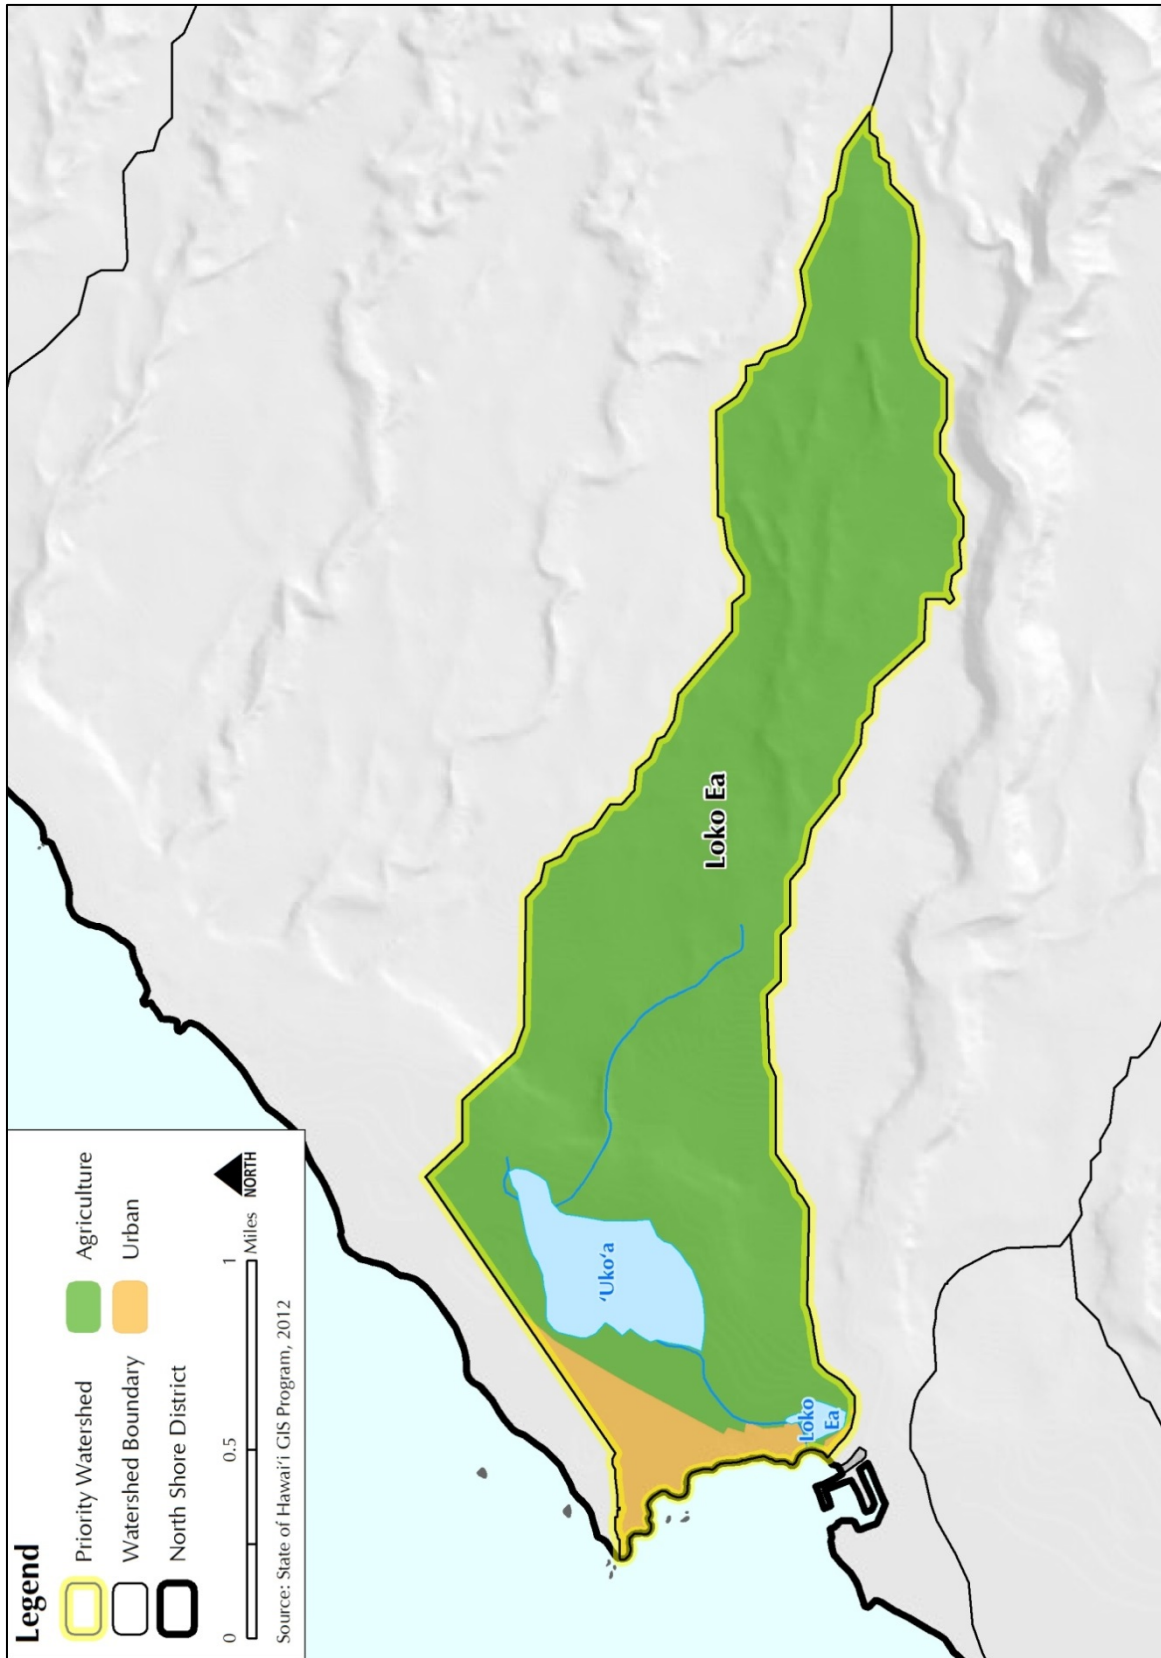 Legend
Priority Watershed
Watershed Boundary
North Shore District
Agriculture
Urban
0 0.5 1
Miles
NORTH
Source: State of Hawai‘i GIS Program, 2012
‘Uko‘a
Loko
Ea
Loko Ea